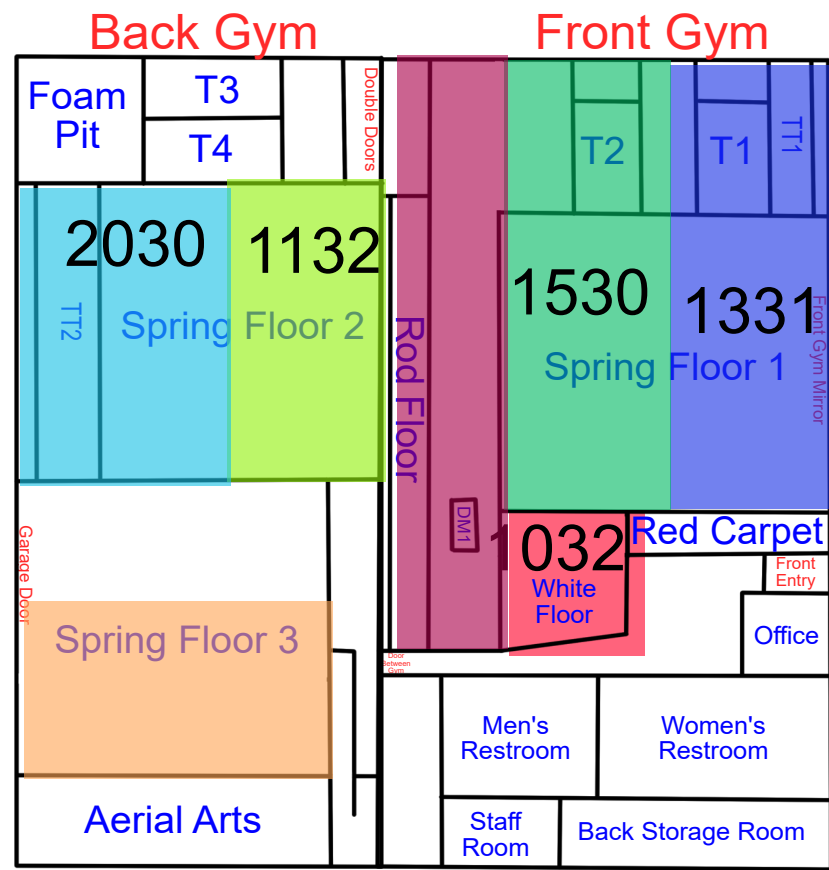 Back Gym
Front Gym
Foam
Pit
T3
T4
Double Doors
T2
T1
TT1
2030
1132
1530
1331
TT2
Spring Floor 2
Rod Floor
Spring Floor 1
Front Gym Mirror
DM1
1032
Red Carpet
White
Floor
Front
Entry
Garage Door
Spring Floor 3
Office
Door
Between
Gym
Men's
Restroom
Women's
Restroom
Aerial Arts
Staff
Room
Back Storage Room